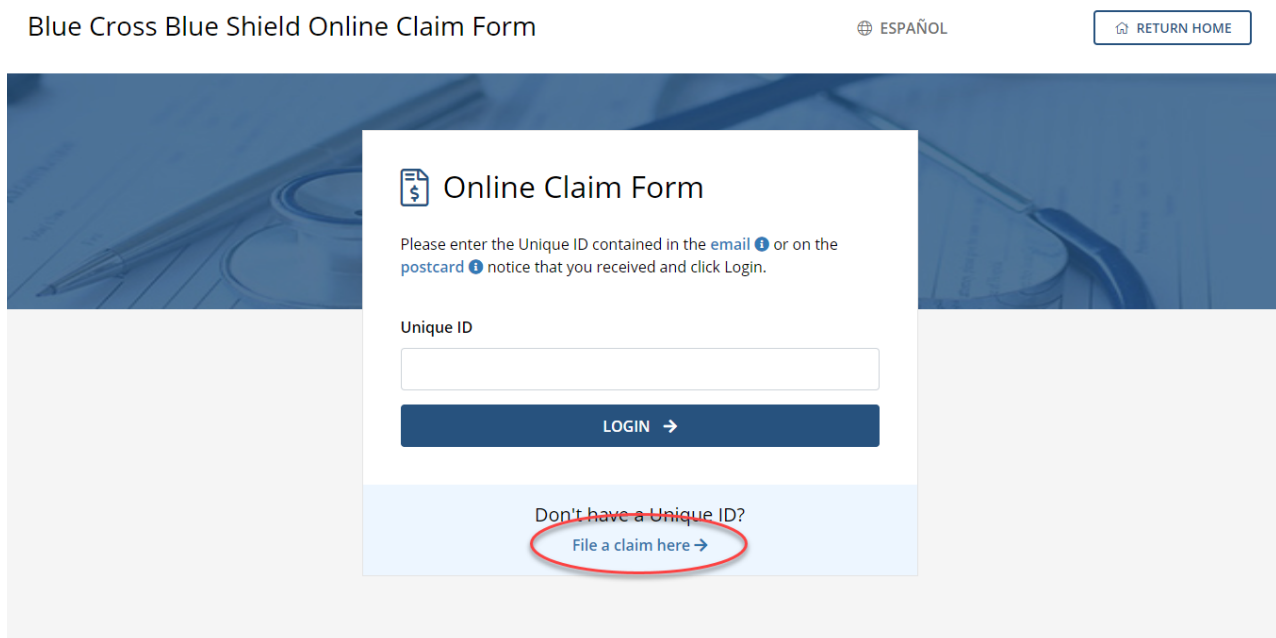 Blue Cross Blue Shield Online Claim Form
ESPAÑOL
RETURN HOME
Online Claim Form
Please enter the Unique ID contained in the email or on the
postcard notice that you received and click Login.
Unique ID
LOGIN
Don't have a Unique ID?
File a claim here